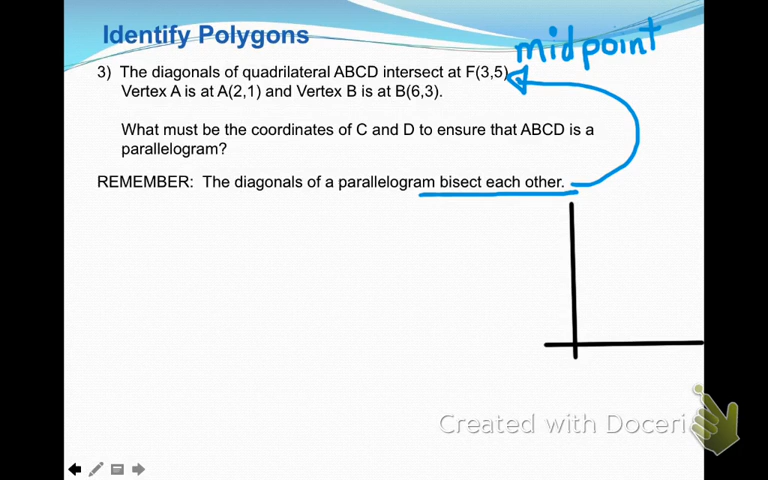 Identify Polygons
midpoint
3) The diagonals of quadrilateral ABCD intersect at F(3,5).
Vertex A is at A(2,1) and Vertex B is at B(6,3).
What must be the coordinates of C and D to ensure that ABCD is a
parallelogram?
REMEMBER: The diagonals of a parallelogram bisect each other.
Created with Doceri